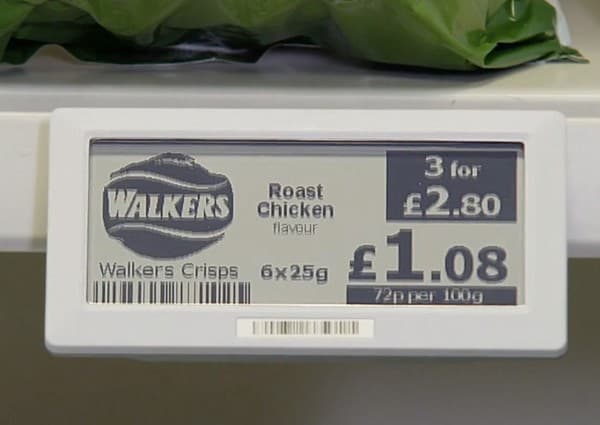 WALKERS
Walkers Crisps
Roast
Chicken
flavour
6x25g
3 for
£2.80
£1.08
72p per 100g